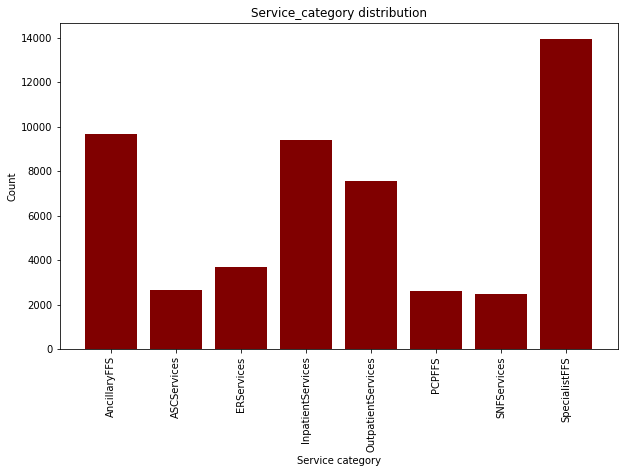 Service_category distribution
14000
12000
10000
8000
6000
4000
2000
0
Count
AncillaryFFS
ASCServices
ERServices
InpatientServices
OutpatientServices
PCPFFS
SNFServices
SpecialistFFS
Service category